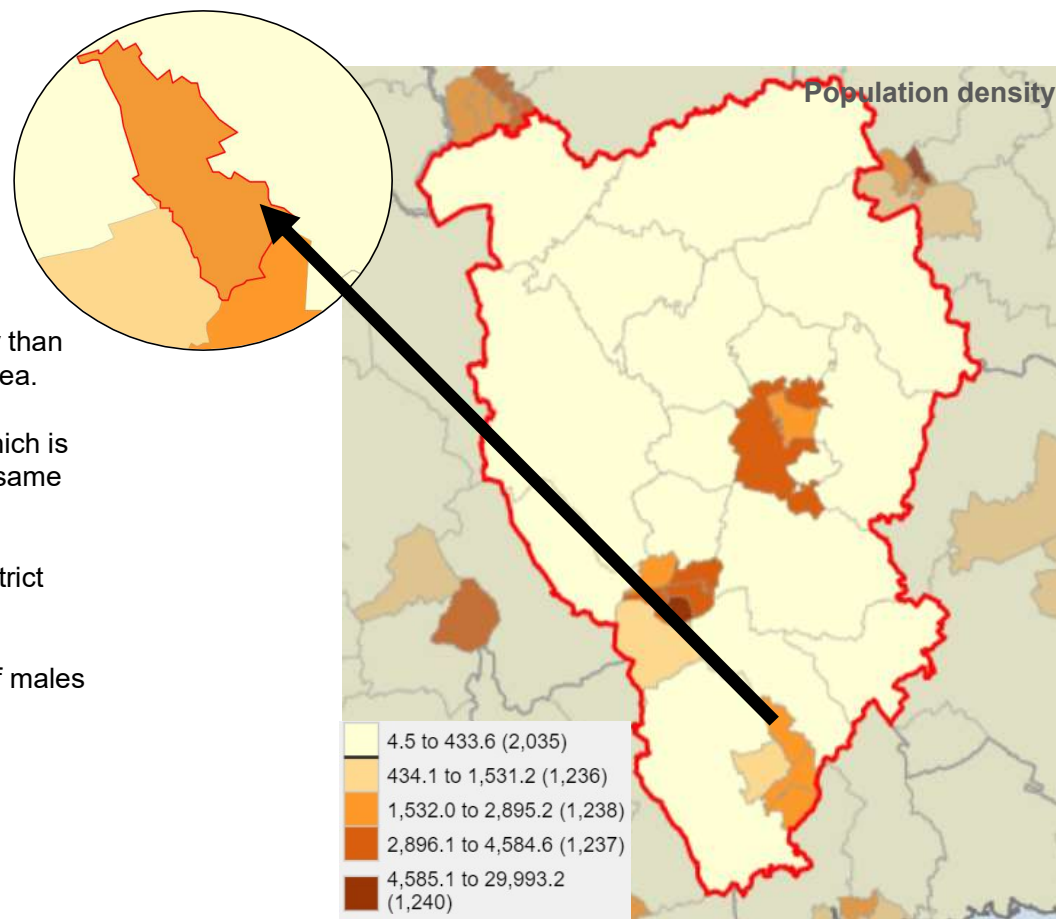 Population density
than
ea.
hich is
same
trict
f males
4.5 to 433.6 (2,035)
434.1 to 1,531.2 (1,236)
1,532.0 to 2,895.2 (1,238)
2,896.1 to 4,584.6 (1,237)
4,585.1 to 29,993.2
(1,240)